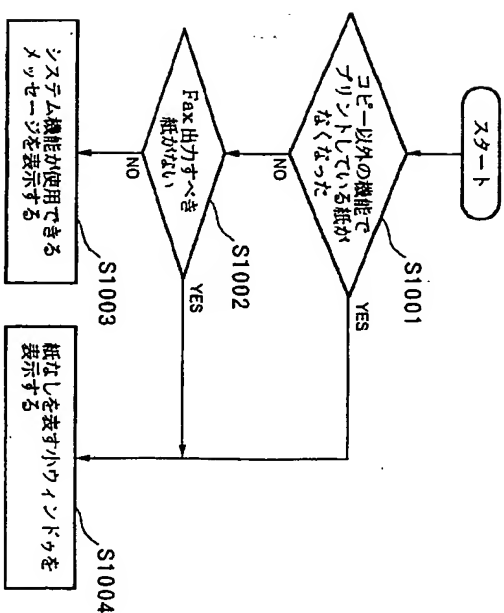 スタート
コピー以外の機能で
プリントしている紙が
なくなった
S1001
YES
NO
Fax出力すべき
紙がない
S1002
YES
NO
システム機能が使用できる
メッセージを表示する
S1003
紙なしを表す小ウィンドゥを
表示する
S1004